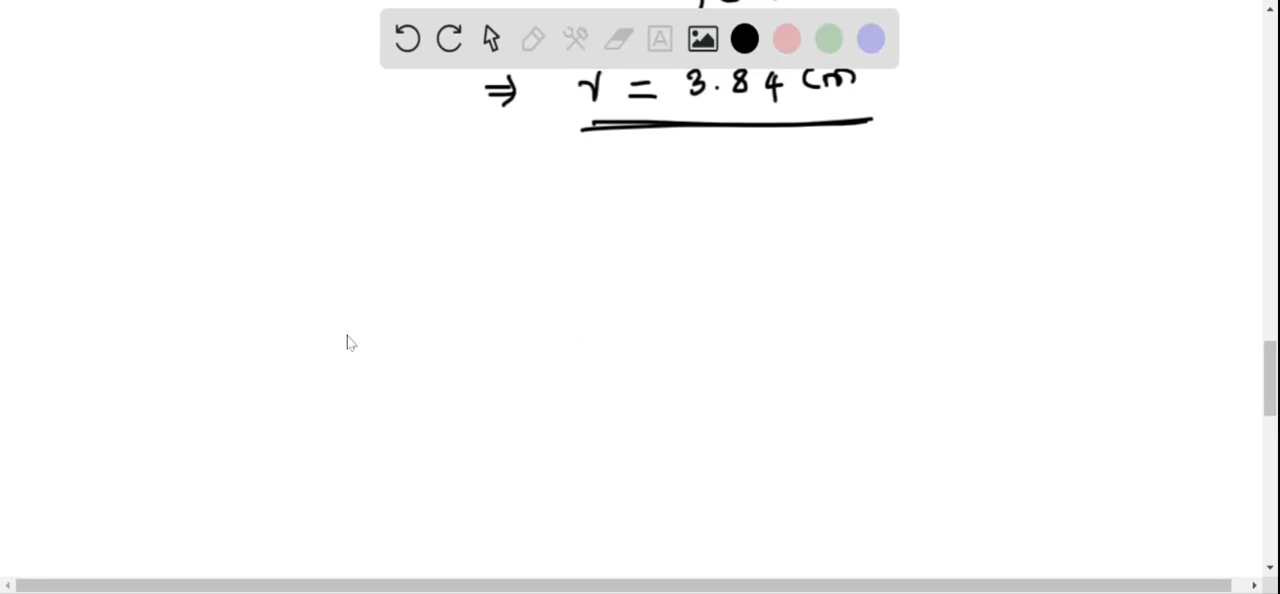 ⇒ r = 3.84 cm
A